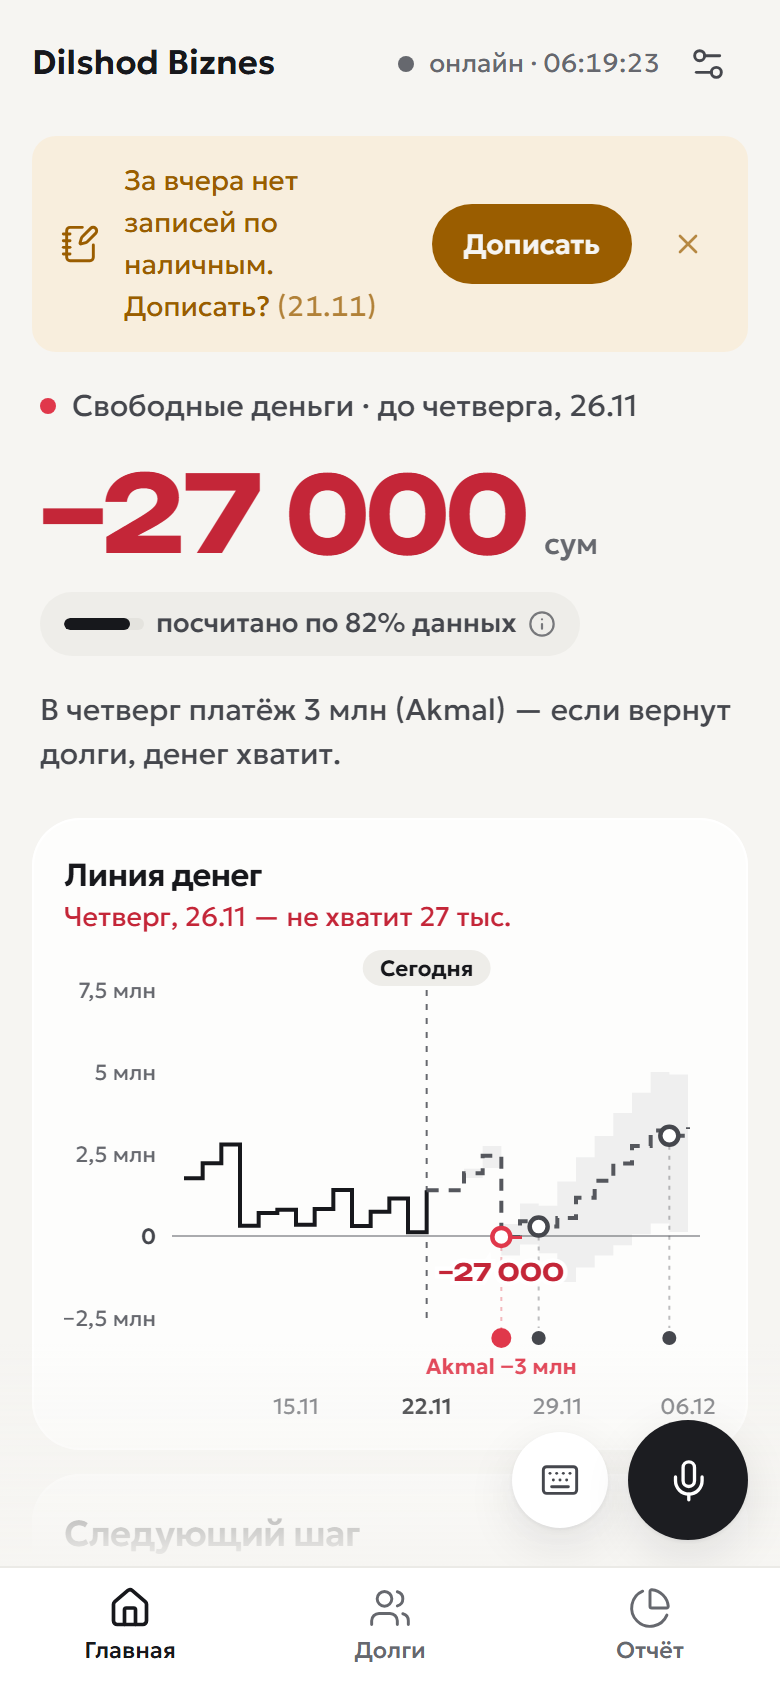 Dilshod Biznes
онлайн · 06:19:23
За вчера нет
записей по
наличным.
Дописать? (21.11)
Дописать
Свободные деньги · до четверга, 26.11
−27 000 сум
посчитано по 82% данных
В четверг платёж 3 млн (Akmal) — если вернут
долги, денег хватит.
Линия денег
Четверг, 26.11 — не хватит 27 тыс.
Сегодня
7,5 млн
5 млн
2,5 млн
0
−27 000
−2,5 млн
Akmal −3 млн
15.11 22.11 29.11 06.12
Следующий шаг
Главная Долги Отчёт